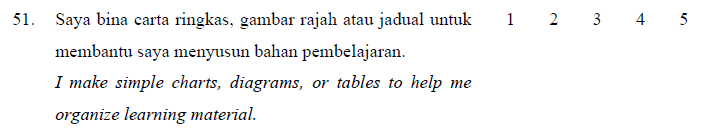 51. Saya bina carta ringkas, gambar rajah atau jadual untuk 1 2 3 4 5
membantu saya menyusun bahan pembelajaran.
I make simple charts, diagrams, or tables to help me
organize learning material.